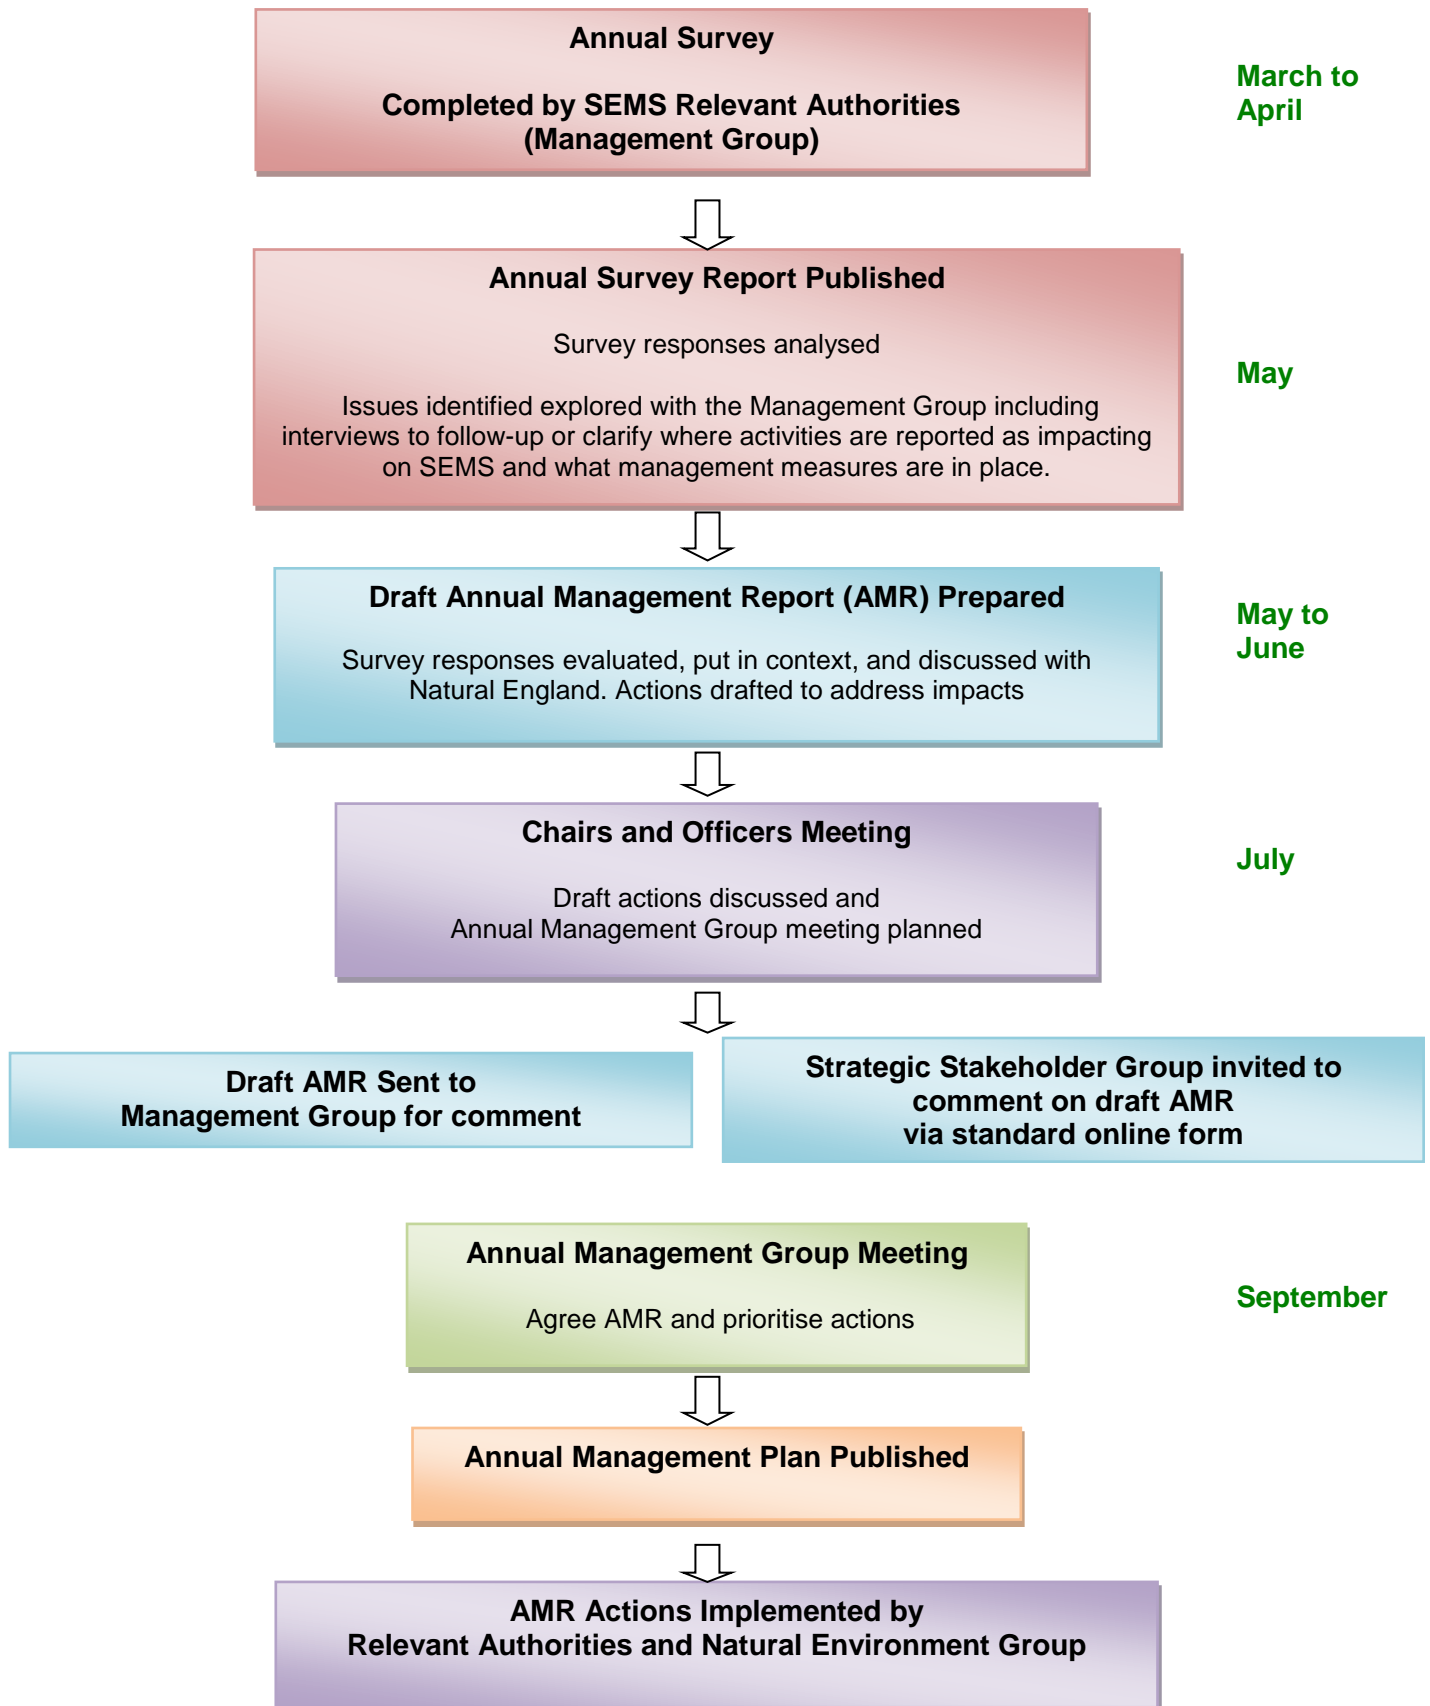 Annual Survey
Completed by SEMS Relevant Authorities
(Management Group)
March to
April
Annual Survey Report Published
Survey responses analysed
Issues identified explored with the Management Group including
interviews to follow-up or clarify where activities are reported as impacting
on SEMS and what management measures are in place.
May
Draft Annual Management Report (AMR) Prepared
Survey responses evaluated, put in context, and discussed with
Natural England. Actions drafted to address impacts
May to
June
Chairs and Officers Meeting
Draft actions discussed and
Annual Management Group meeting planned
July
Draft AMR Sent to
Management Group for comment
Strategic Stakeholder Group invited to
comment on draft AMR
via standard online form
Annual Management Group Meeting
Agree AMR and prioritise actions
September
Annual Management Plan Published
AMR Actions Implemented by
Relevant Authorities and Natural Environment Group